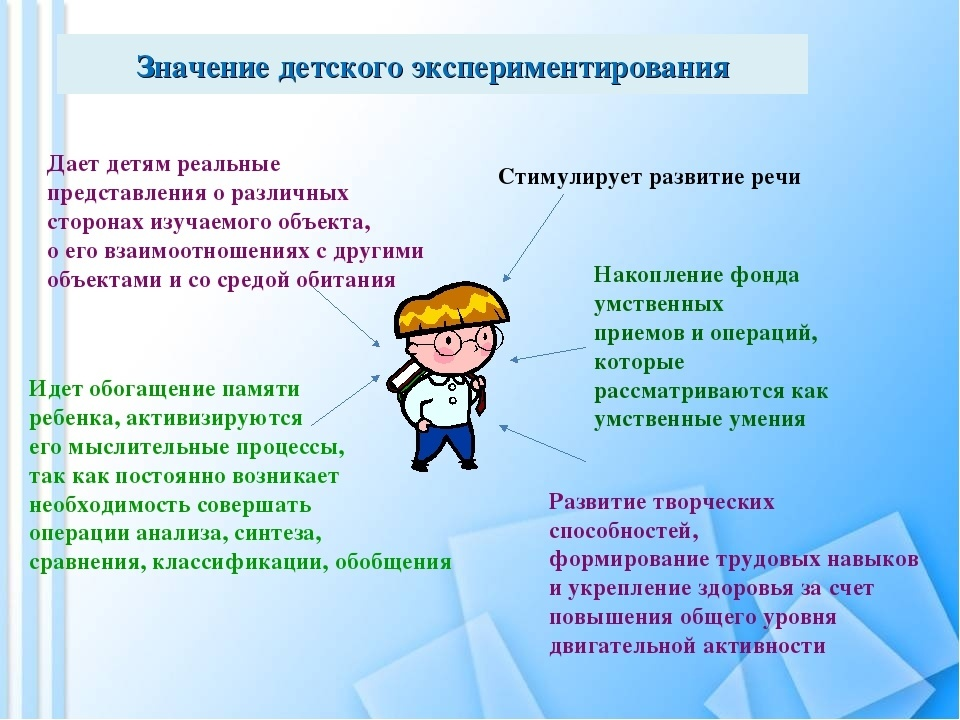 Значение детского экспериментирования
Дает детям реальные
представления о различных
сторонах изучаемого объекта,
о его взаимоотношениях с другими
объектами и со средой обитания
Стимулирует развитие речи
Накопление фонда
умственных
приемов и операций,
которые
рассматриваются как
умственные умения
Идет обогащение памяти
ребенка, активизируются
его мыслительные процессы,
так как постоянно возникает
необходимость совершать
операции анализа, синтеза,
сравнения, классификации, обобщения
Развитие творческих
способностей,
формирование трудовых навыков
и укрепление здоровья за счет
повышения общего уровня
двигательной активности